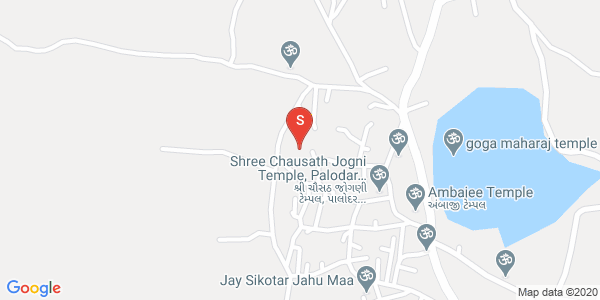 S
goga maharaj temple
Shree Chausath Jogni
Temple, Palodar...
શ્રી ચૌસઠ જોગણી
ટેમ્પલ, પાલોદર...
Ambajee Temple
અંબાજી ટેમ્પલ
Jay Sikotar Jahu Maa
Google
Map data ©2020